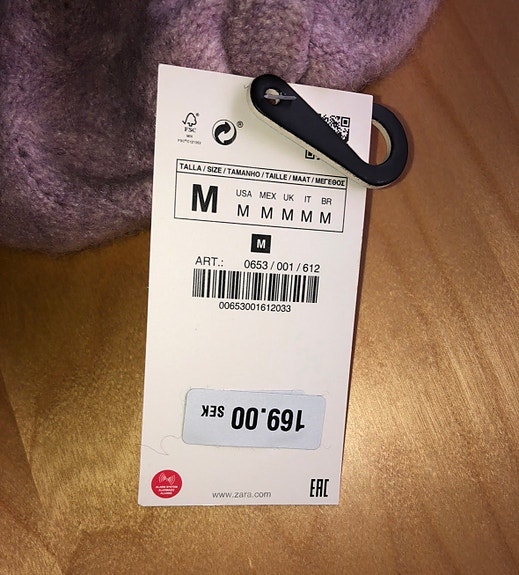 FSC
TALLA / SIZE / TAMANHO / TAILLE / MAAT / ΜΕΓΕΘΟΣ
M
USA MEX UK IT BR
M M M M M
M
ART.: 0653 / 001 / 612
00653001612033
169.00 SEK
www.zara.com
EAC